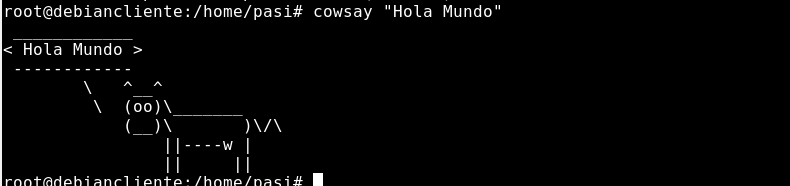 root@debiancliente:/home/pasi# cowsay "Hola Mundo"
 ____________
< Hola Mundo >
 ------------
        \   ^__^
         \  (oo)\_______
            (__)\       )\/\
                ||----w |
                ||     ||
root@debiancliente:/home/pasi#